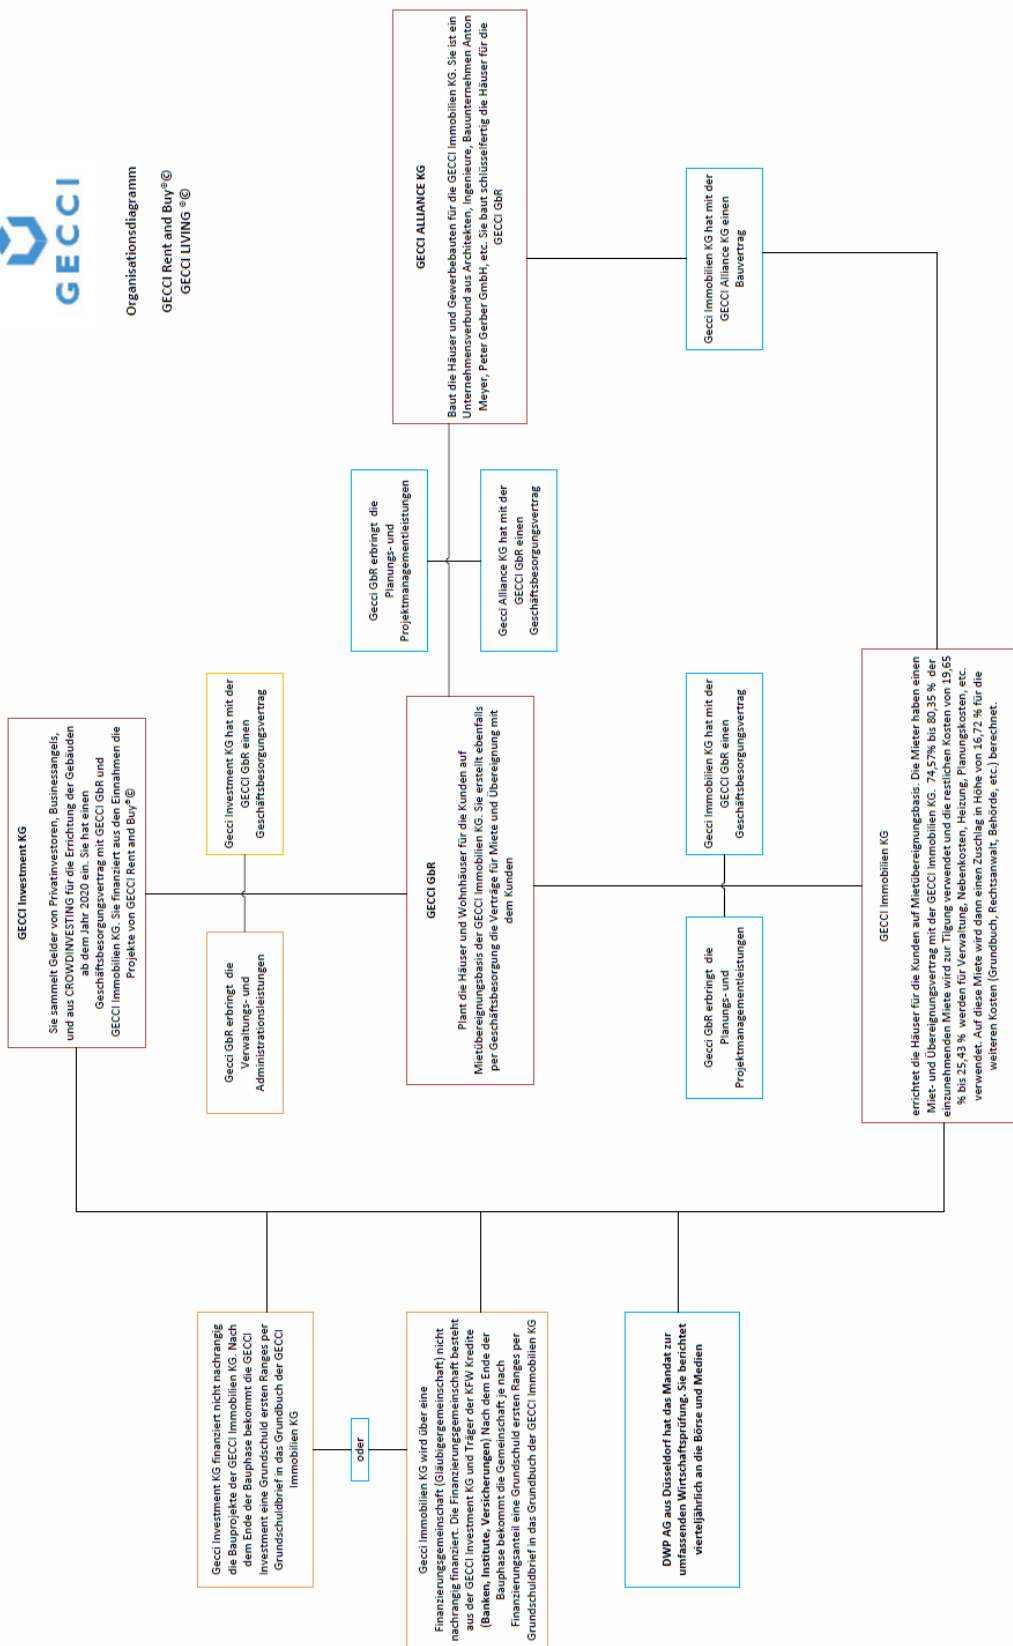 GECCI
Organisationsdiagramm
GECCI Rent and Buy®©
GECCI LIVING ®©
GECCI Investment KG
Sie sammelt Gelder von Privatinvestoren, Businessangels,
und aus CROWDINVESTING für die Errichtung der Gebäuden
ab dem Jahr 2020 ein. Sie hat einen
Geschäftsbesorgungsvertrag mit GECCI GbR und
GECCI Immobilien KG. Sie finanziert aus den Einnahmen die
Projekte von GECCI Rent and Buy®©
Gecci GbR erbringt die
Verwaltungs- und
Administrationsleistungen
Gecci Investment KG hat mit der
GECCI GbR einen
Geschäftsbesorgungsvertrag
Gecci Investment KG finanziert nicht nachrangig
die Bauprojekte der GECCI Immobilien KG. Nach
dem Ende der Bauphase bekommt die GECCI
Investment eine Grundschuld ersten Ranges per
Grundschuldbrief in das Grundbuch der GECCI
Immobilien KG
oder
Gecci Immobilien KG wird über eine
Finanzierungsgemeinschaft (Gläubigergemeinschaft) nicht
nachrangig finanziert. Die Finanzierungsgemeinschaft besteht
aus der GECCI Investment KG und Träger der KFW Kredite
(Banken, Institute, Versicherungen) Nach dem Ende der
Bauphase bekommt die Gemeinschaft je nach
Finanzierungsanteil eine Grundschuld ersten Ranges per
Grundschuldbrief in das Grundbuch der GECCI Immobilien KG
GECCI GbR
Plant die Häuser und Wohnhäuser für die Kunden auf
Mietübereignungsbasis der GECCI Immobilien KG. Sie erstellt ebenfalls
per Geschäftsbesorgung die Verträge für Miete und Übereignung mit
dem Kunden
Gecci GbR erbringt die
Planungs- und
Projektmanagementleistungen
Gecci Alliance KG hat mit der
GECCI GbR einen
Geschäftsbesorgungsvertrag
GECCI ALLIANCE KG
Baut die Häuser und Gewerbebauten für die GECCI Immobilien KG. Sie ist ein
Unternehmensverbund aus Architekten, Ingenieure, Bauunternehmen Anton
Meyer, Peter Gerber GmbH, etc. Sie baut schlüsselfertig die Häuser für die
GECCI GbR
DWP AG aus Düsseldorf hat das Mandat zur
umfassenden Wirtschaftsprüfung. Sie berichtet
vierteljährlich an die Börse und Medien
Gecci GbR erbringt die
Planungs- und
Projektmanagementleistungen
Gecci Immobilien KG hat mit der
GECCI GbR einen
Geschäftsbesorgungsvertrag
Gecci Immobilien KG hat mit der
GECCI Alliance KG einen
Bauvertrag
GECCI Immobilien KG
errichtet die Häuser für die Kunden auf Mietübereignungsbasis. Die Mieter haben einen
Miet- und Übereignungsvertrag mit der GECCI Immobilien KG. 74,57% bis 80,35 % der
einzunehmenden Miete wird zur Tilgung verwendet und die restlichen Kosten von 19,65
% bis 25,43 % werden für Verwaltung, Nebenkosten, Heizung, Planungskosten, etc.
verwendet. Auf diese Miete wird dann einen Zuschlag in Höhe von 16,72 % für die
weiteren Kosten (Grundbuch, Rechtsanwalt, Behörde, etc.) berechnet.